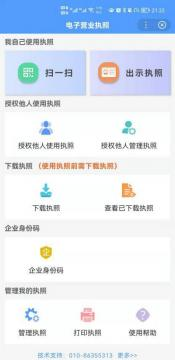 21:33
电子营业执照
我自己使用执照
扫一扫
出示执照
授权他人使用执照
授权他人使用执照
授权他人管理执照
下载执照 (使用执照前需下载执照)
下载执照
查看已下载执照
企业身份码
企业身份码
管理我的执照
管理执照
打印执照
使用帮助
技术支持：010-86355313 更多>>